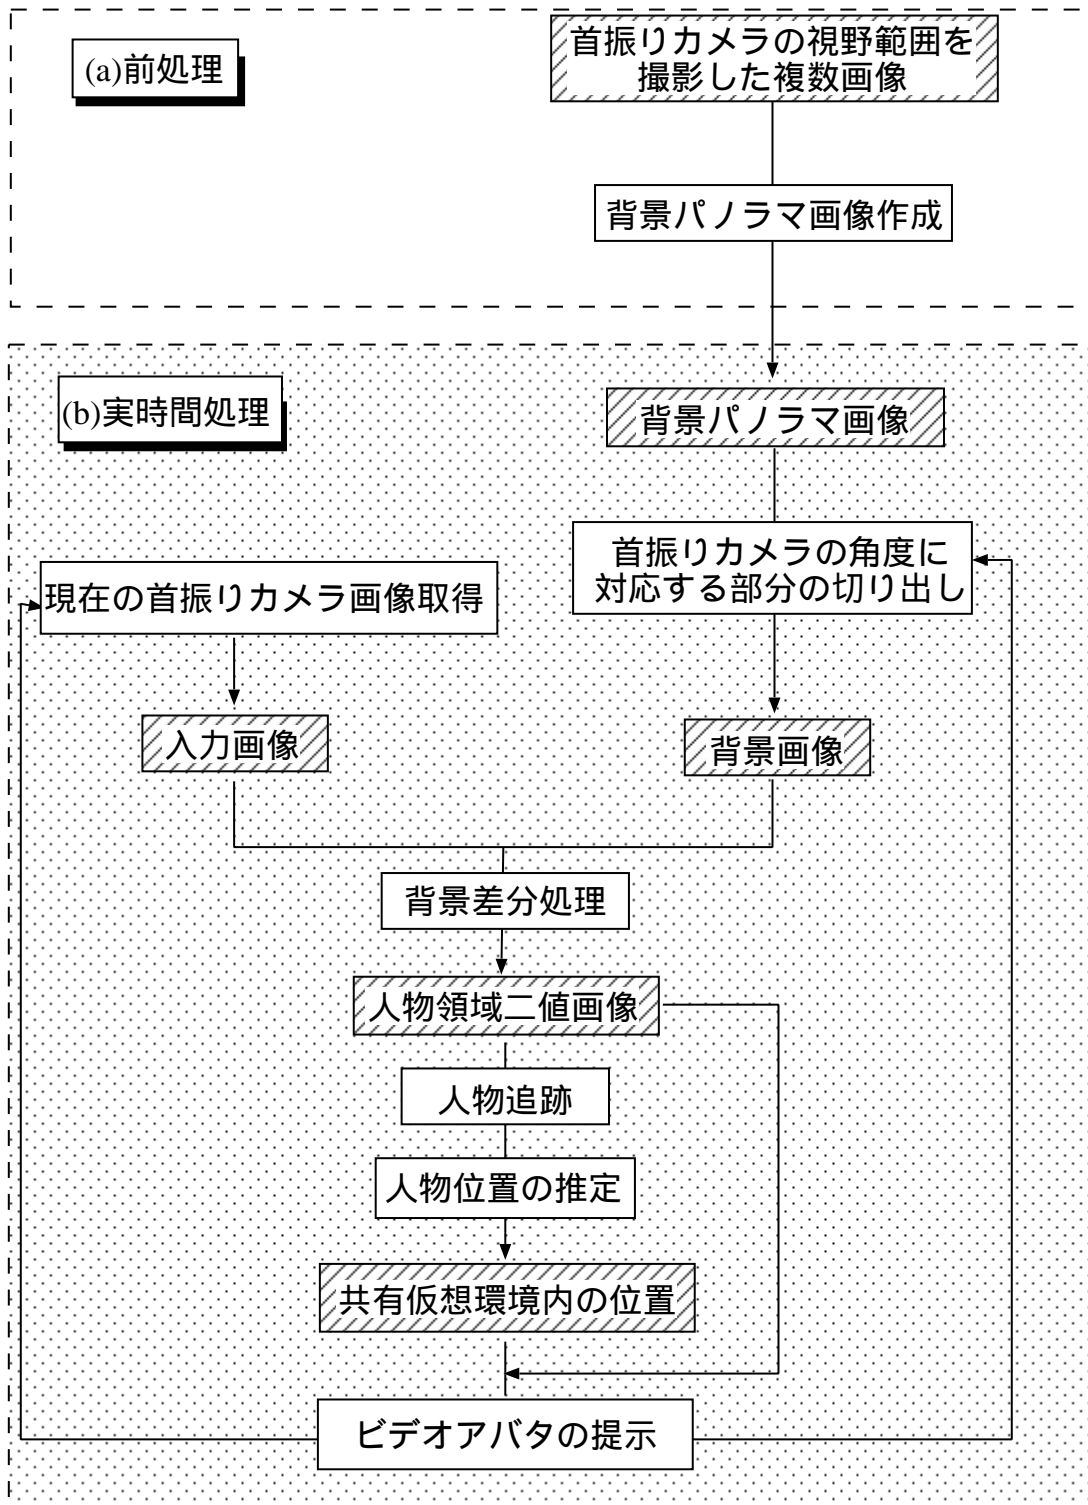 (a)前処理
首振りカメラの視野範囲を
撮影した複数画像
背景パノラマ画像作成
(b)実時間処理
背景パノラマ画像
首振りカメラの角度に
対応する部分の切り出し
現在の首振りカメラ画像取得
入力画像
背景画像
背景差分処理
人物領域二値画像
人物追跡
人物位置の推定
共有仮想環境内の位置
ビデオアバタの提示